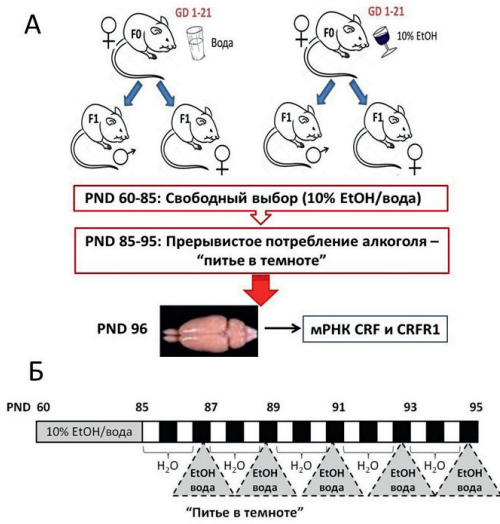 А
GD 1-21
GD 1-21
F0
Вода
F0
10% EtOH
F1
F1
F1
F1
PND 60-85: Свободный выбор (10% EtOH/вода)
PND 85-95: Прерывистое потребление алкоголя –
“питье в темноте”
PND 96
мРНК CRF и CRFR1
Б
PND 60 85 87 89 91 93 95
10% EtOH/вода
H₂O H₂O H₂O H₂O H₂O
EtOH EtOH EtOH EtOH EtOH
вода вода вода вода вода
“Питье в темноте”